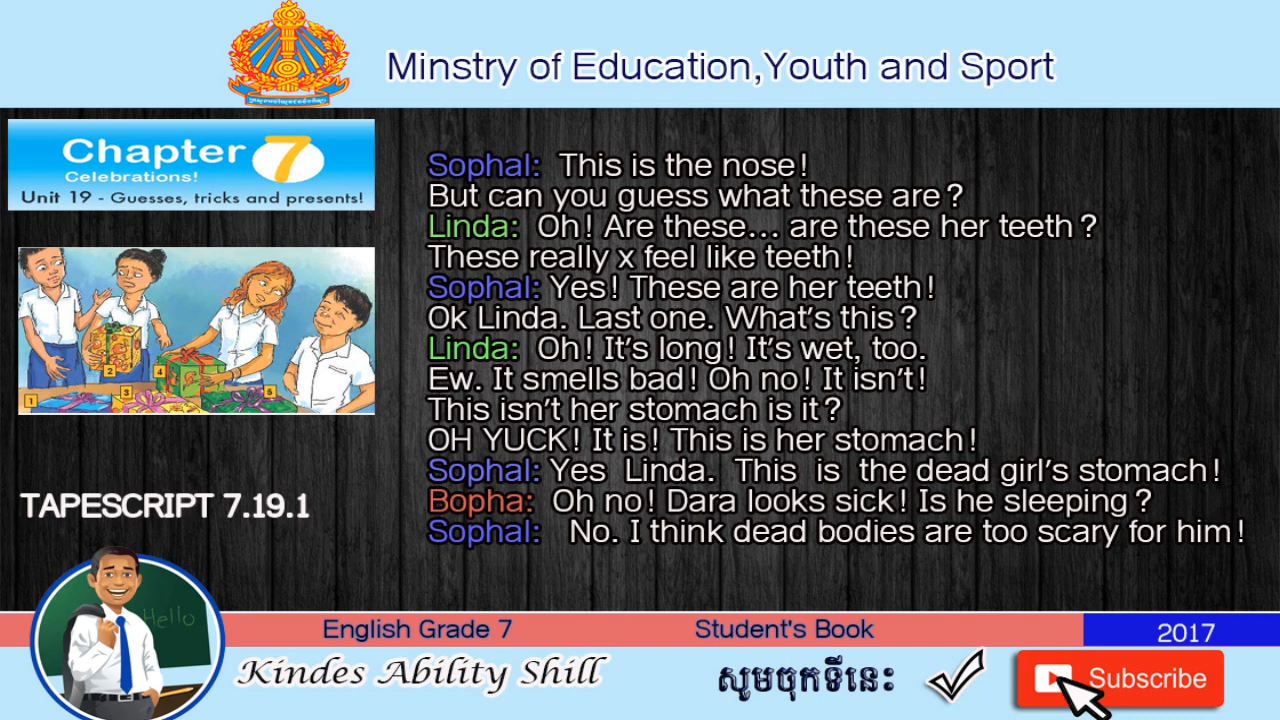 Minstry of Education,Youth and Sport
Chapter 7
Celebrations!
Unit 19 - Guesses, tricks and presents!
Sophal: This is the nose!
But can you guess what these are?
Linda: Oh! Are these... are these her teeth?
These really x feel like teeth!
Sophal: Yes! These are her teeth!
Ok Linda. Last one. What's this?
Linda: Oh! It's long! It's wet, too.
Ew. It smells bad! Oh no! It isn't!
This isn't her stomach is it?
OH YUCK! It is! This is her stomach!
Sophal: Yes Linda. This is the dead girl's stomach!
Bopha: Oh no! Dara looks sick! Is he sleeping?
Sophal: No. I think dead bodies are too scary for him!
1
2
3
4
5
TAPESCRIPT 7.19.1
Hello
English Grade 7
Student's Book
2017
Kindes Ability Shill
សូមចុកទីនេះ
Subscribe